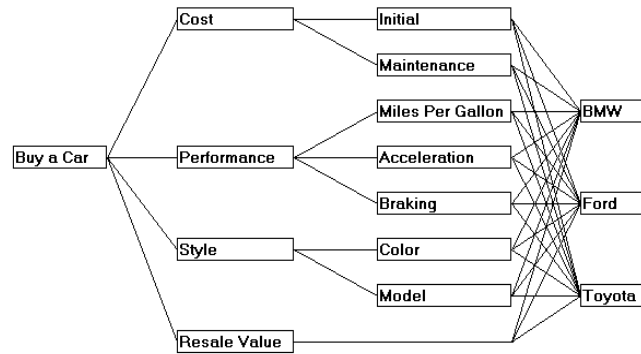 Buy a Car
Cost
Performance
Style
Resale Value
Initial
Maintenance
Miles Per Gallon
Acceleration
Braking
Color
Model
BMW
Ford
Toyota